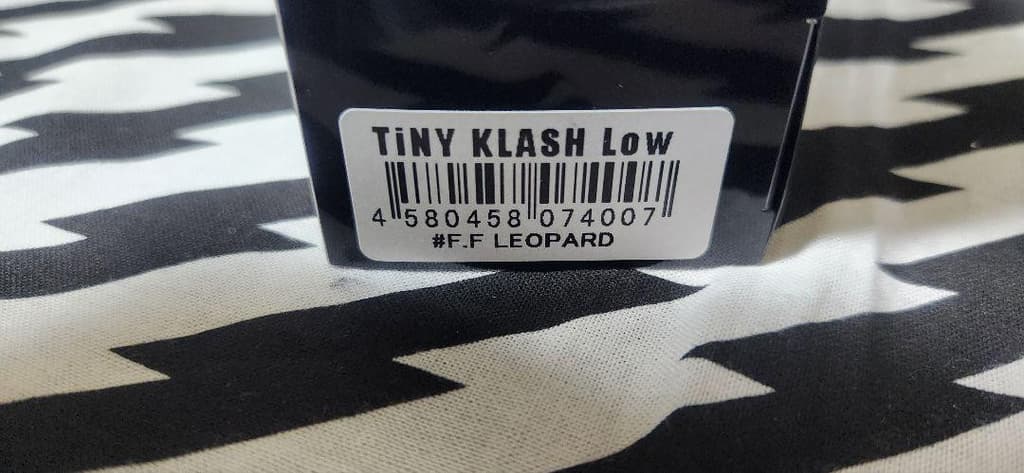 TiNY KLASH Low
4 580458 074007
#F.F LEOPARD